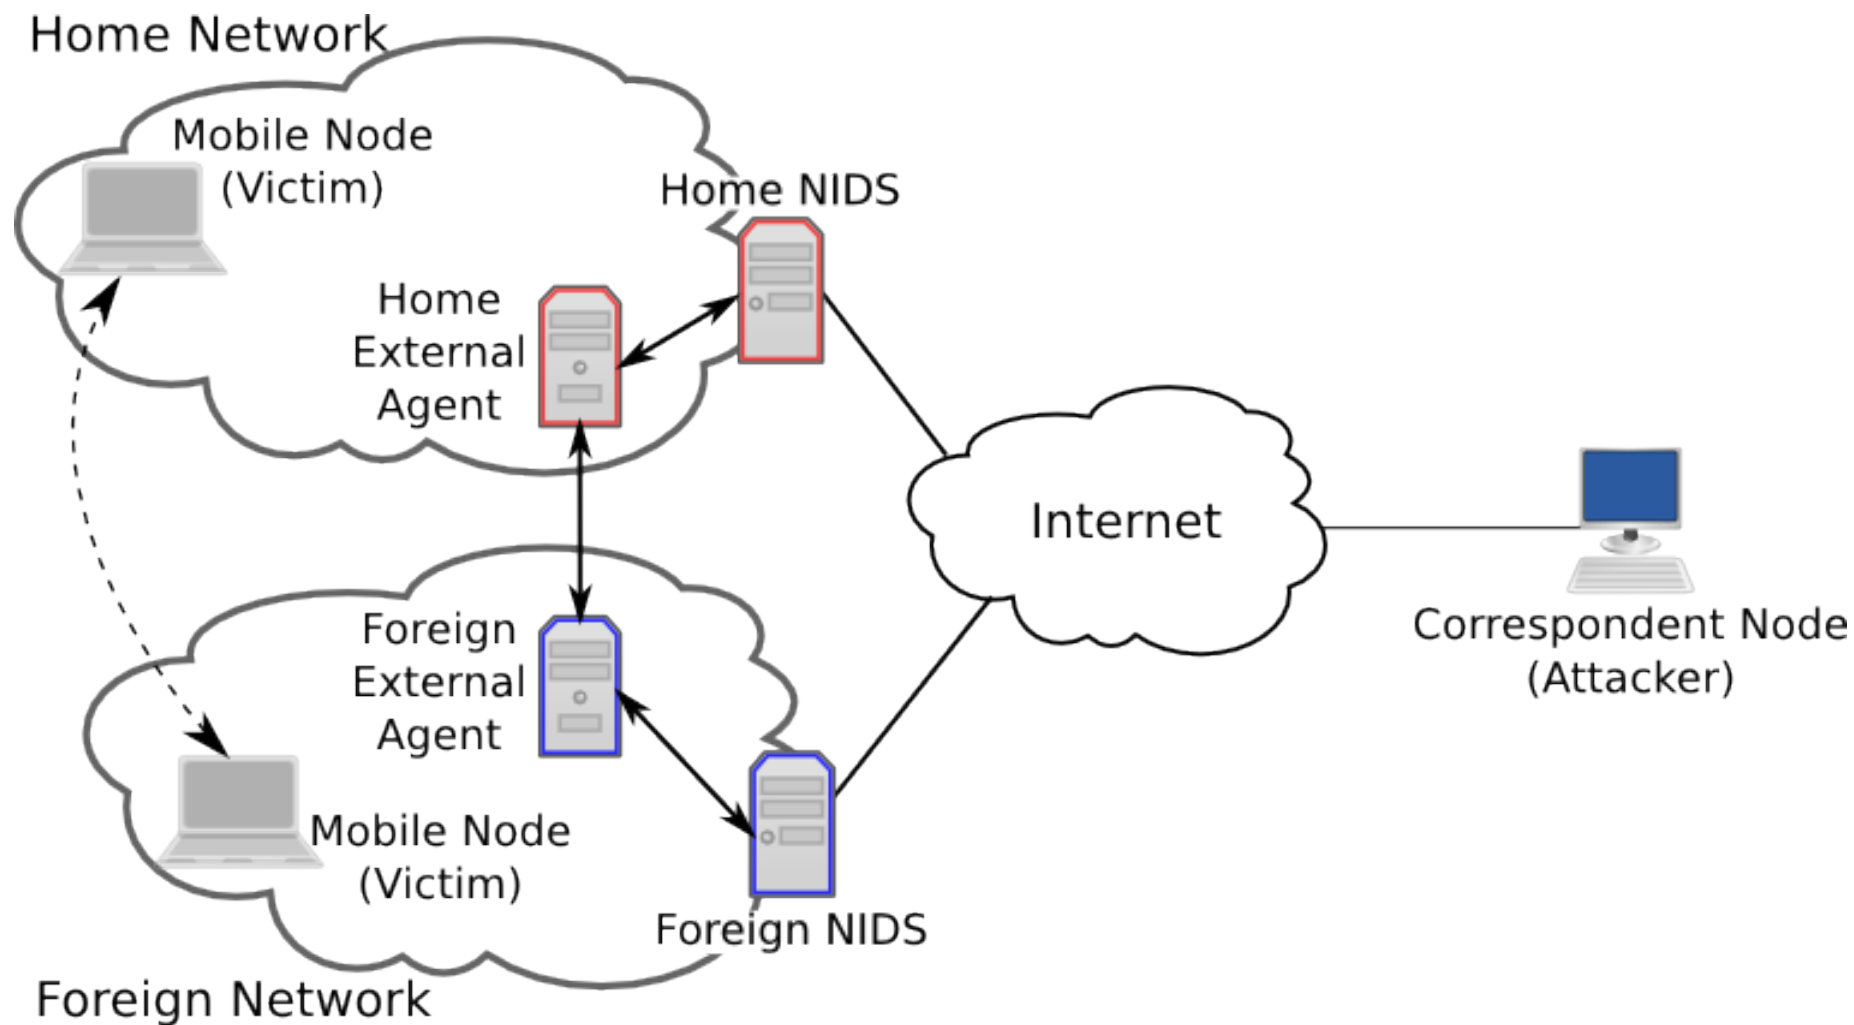 Home Network
Mobile Node
(Victim)
Home NIDS
Home
External
Agent
Internet
Correspondent Node
(Attacker)
Foreign
External
Agent
Mobile Node
(Victim)
Foreign NIDS
Foreign Network